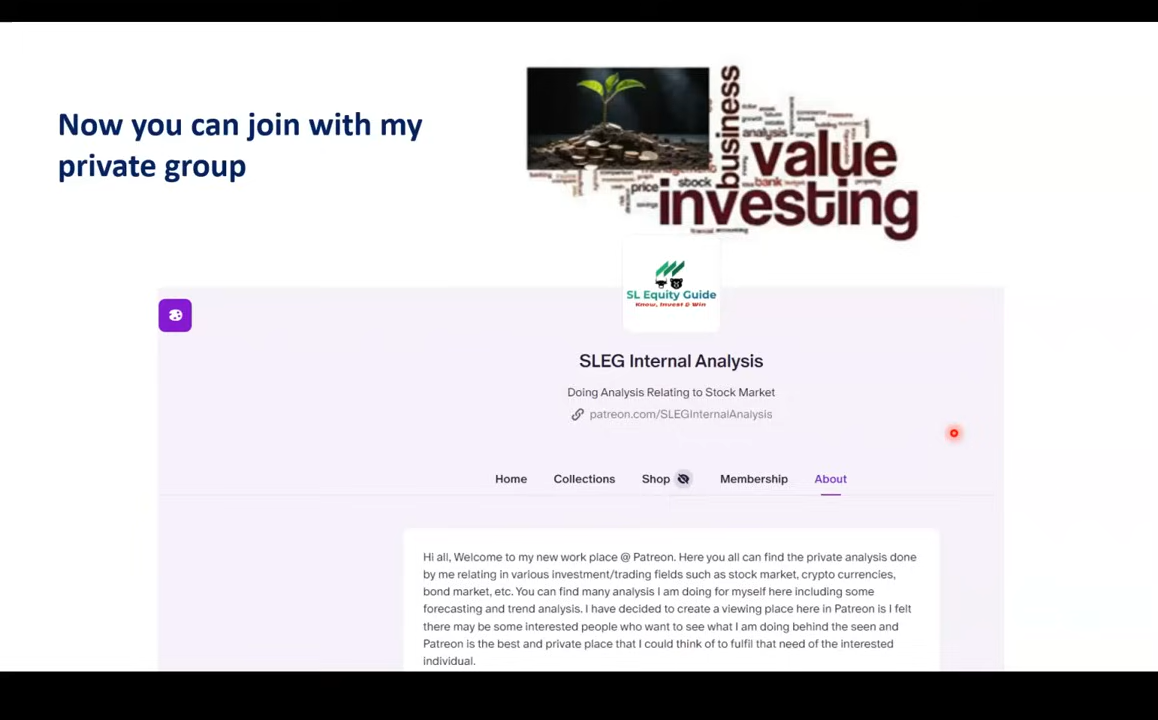 Now you can join with my
private group
business
analysis
value
price
stock
bank
investing
SL Equity Guide
Know, Invest & Win
SLEG Internal Analysis
Doing Analysis Relating to Stock Market
patreon.com/SLEGInternalAnalysis
Home Collections Shop Membership About
Hi all, Welcome to my new work place @ Patreon. Here you all can find the private analysis done
by me relating in various investment/trading fields such as stock market, crypto currencies,
bond market, etc. You can find many analysis I am doing for myself here including some
forecasting and trend analysis. I have decided to create a viewing place here in Patreon is I felt
there may be some interested people who want to see what I am doing behind the seen and
Patreon is the best and private place that I could think of to fulfil that need of the interested
individual.